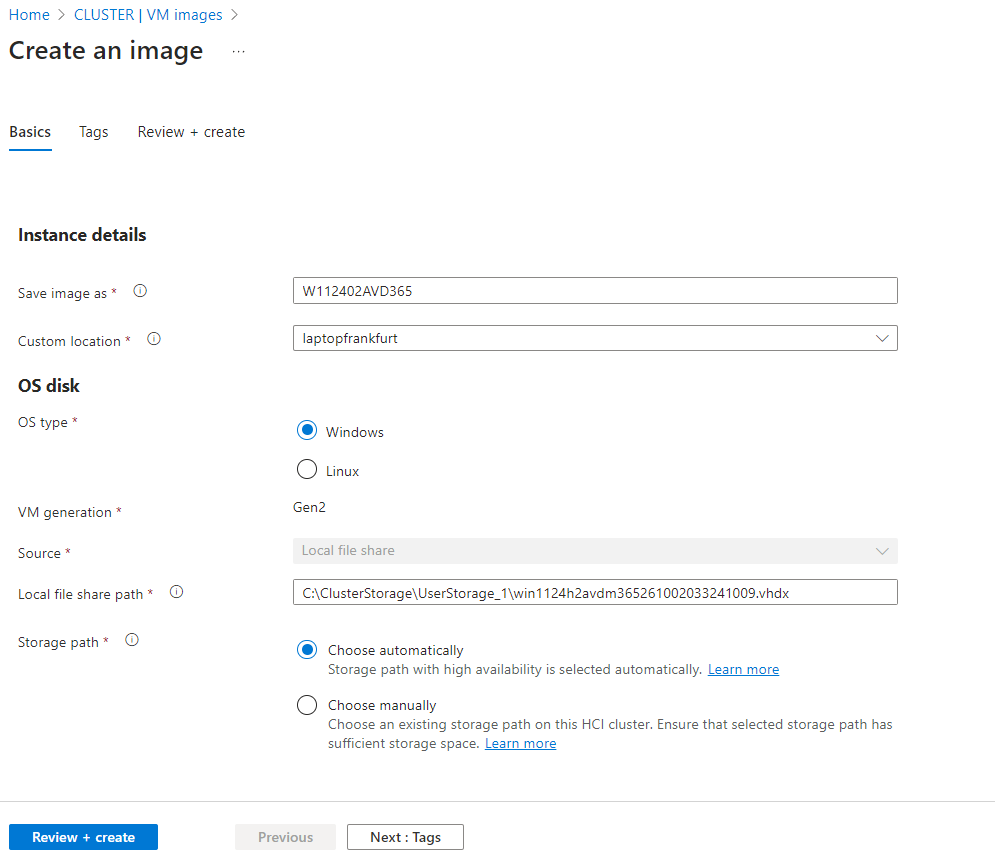 Home > CLUSTER | VM images >
Create an image ...
Basics Tags Review + create
Instance details
Save image as * W112402AVD365
Custom location * laptopfrankfurt
OS disk
OS type *
Windows
Linux
VM generation * Gen2
Source * Local file share
Local file share path * C:\ClusterStorage\UserStorage_1\win1124h2avdm365261002033241009.vhdx
Storage path *
Choose automatically
Storage path with high availability is selected automatically. Learn more
Choose manually
Choose an existing storage path on this HCI cluster. Ensure that selected storage path has
sufficient storage space. Learn more
Review + create Previous Next : Tags